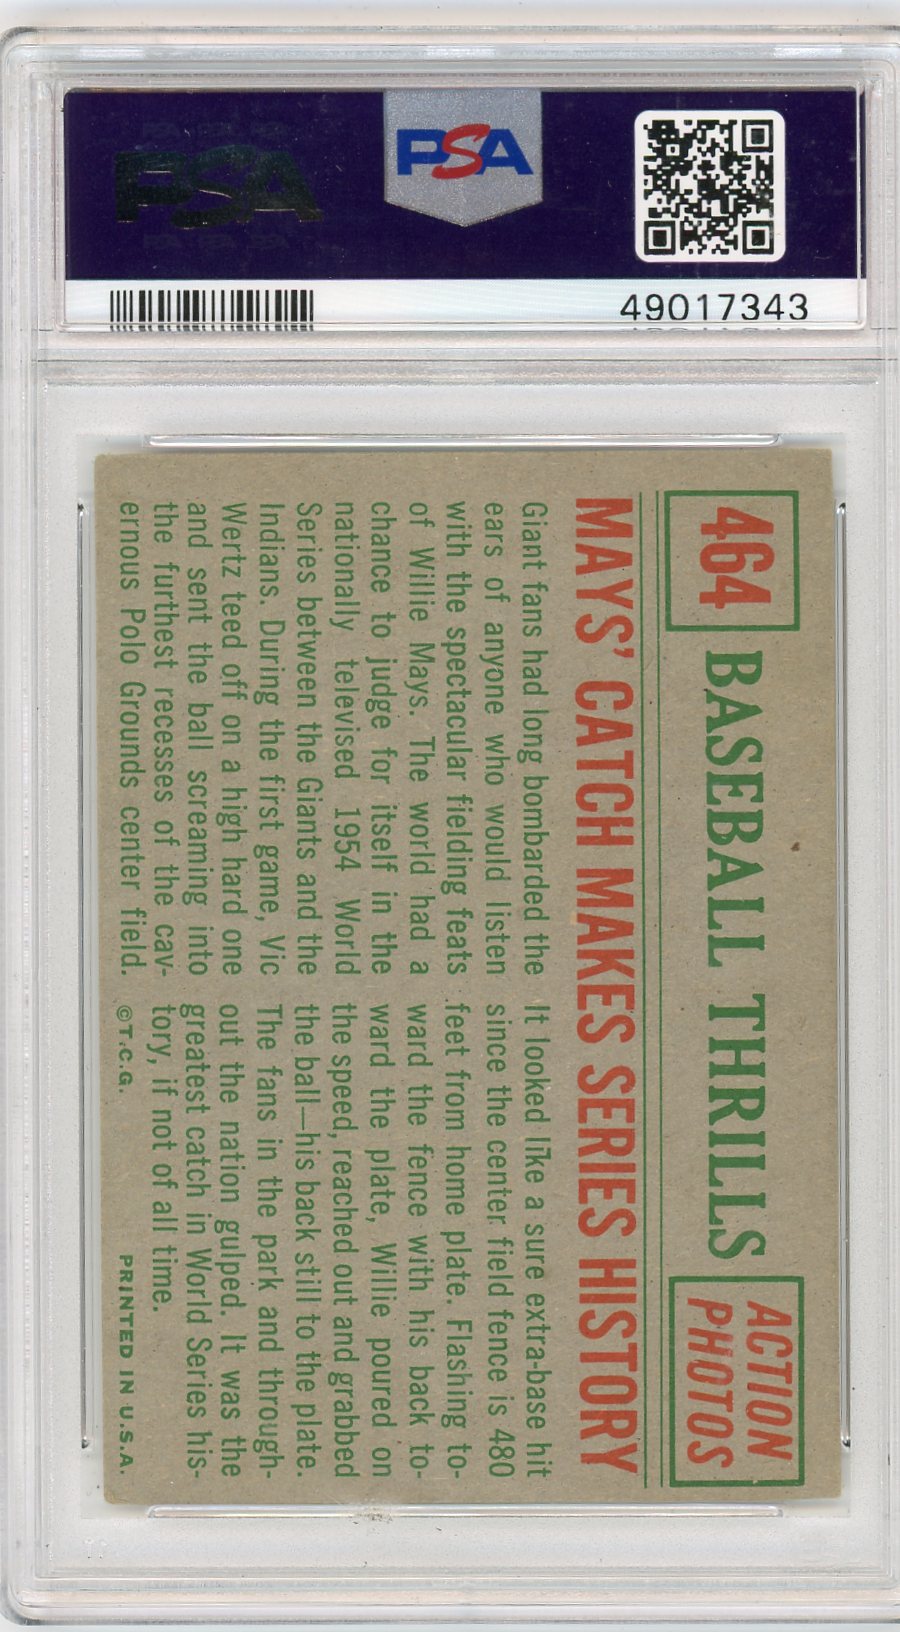 PSA
PSA
49017343
464
BASEBALL THRILLS
ACTION
PHOTOS
MAYS' CATCH MAKES SERIES HISTORY
Giant fans had long bombarded the
ears of anyone who would listen
with the spectacular fielding feats
of Willie Mays. The world had a
chance to judge for itself in the
nationally televised 1954 World
Series between the Giants and the
Indians. During the first game, Vic
Wertz teed off on a high hard one
and sent the ball screaming into
the furthest recesses of the cav-
ernous Polo Grounds center field.
It looked like a sure extra-base hit
since the center field fence is 480
feet from home plate. Flashing to-
ward the fence with his back to-
ward the plate, Willie poured on
the speed, reached out and grabbed
the ball—his back still to the plate.
The fans in the park and through-
out the nation gulped. It was the
greatest catch in World Series his-
tory, if not of all time.
©T.C.G.
PRINTED IN U.S.A.